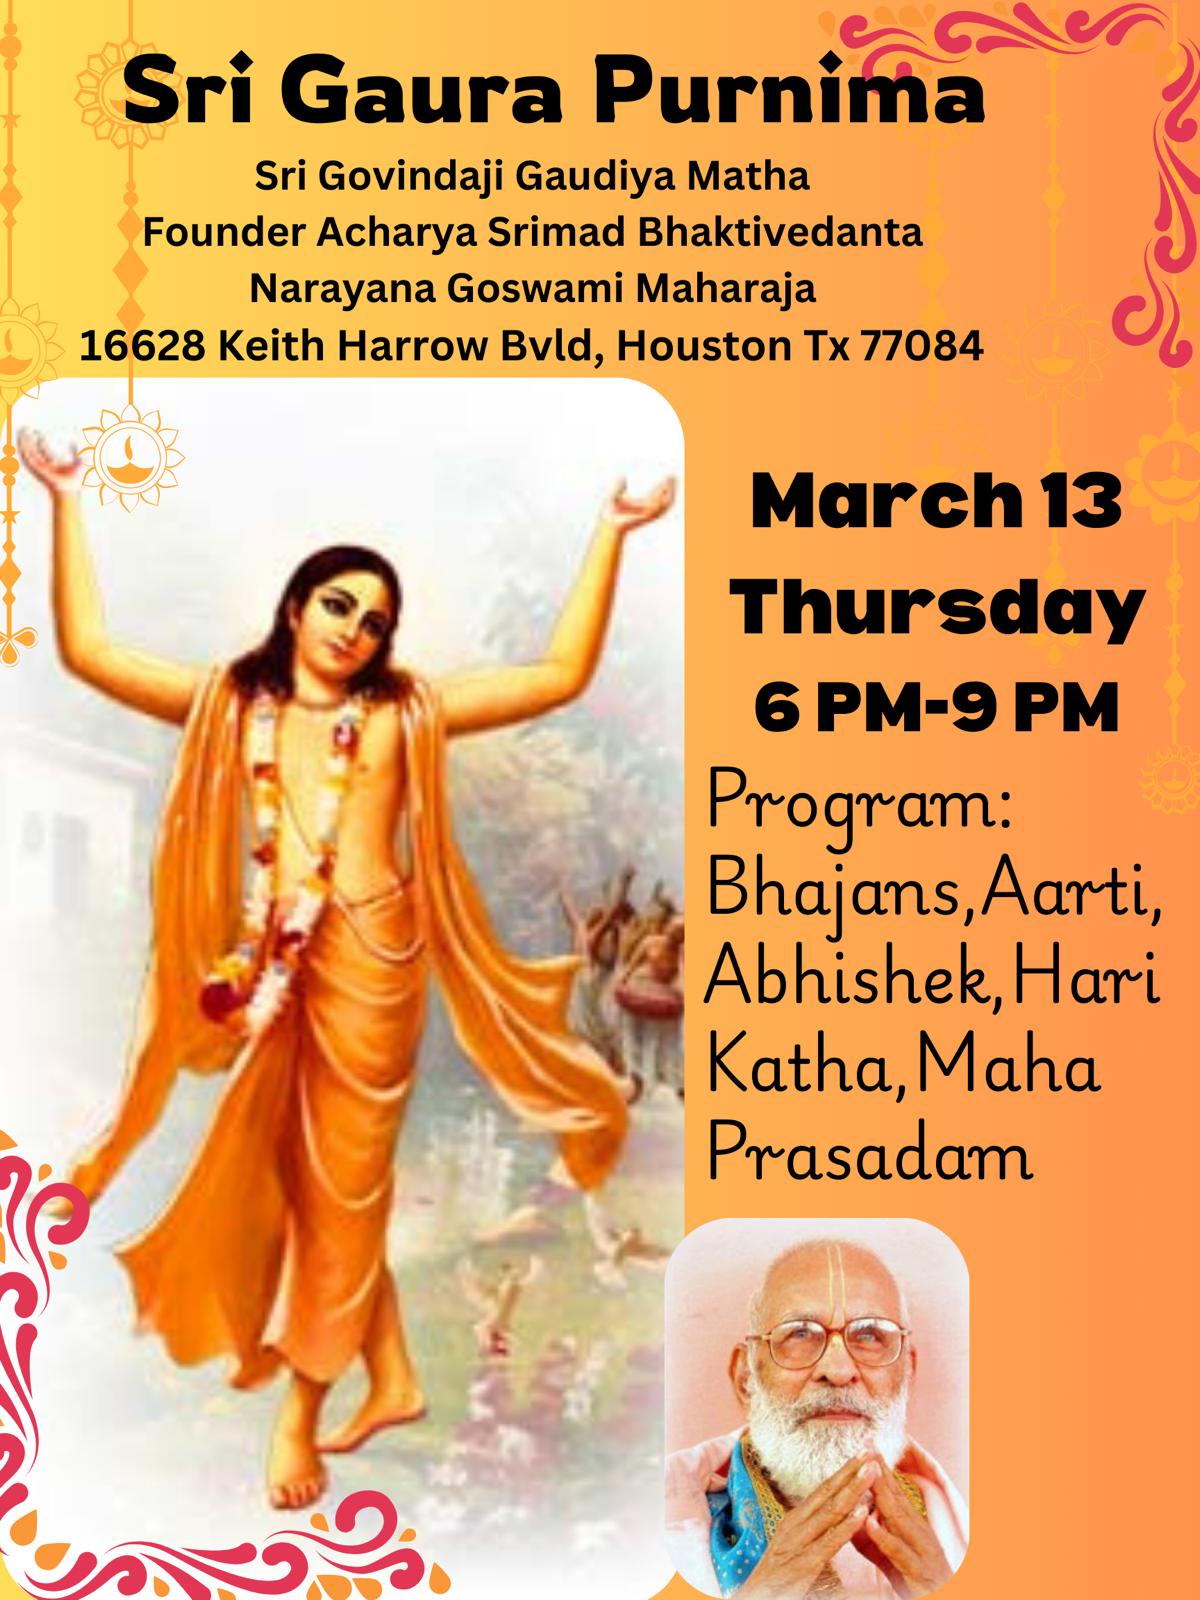 Sri Gaura Purnima
Sri Govindaji Gaudiya Matha
Founder Acharya Srimad Bhaktivedanta
Narayana Goswami Maharaja
16628 Keith Harrow Bvld, Houston Tx 77084
March 13
Thursday
6 PM-9 PM
Program:
Bhajans,Aarti,
Abhishek,Hari
Katha,Maha
Prasadam